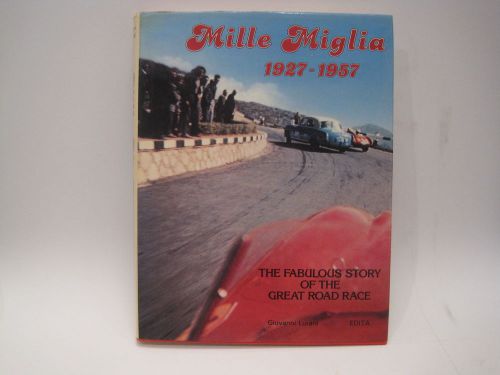 Mille Miglia
1927-1957
THE FABULOUS STORY
OF THE
GREAT ROAD RACE
Giovanni Lurani EDITA